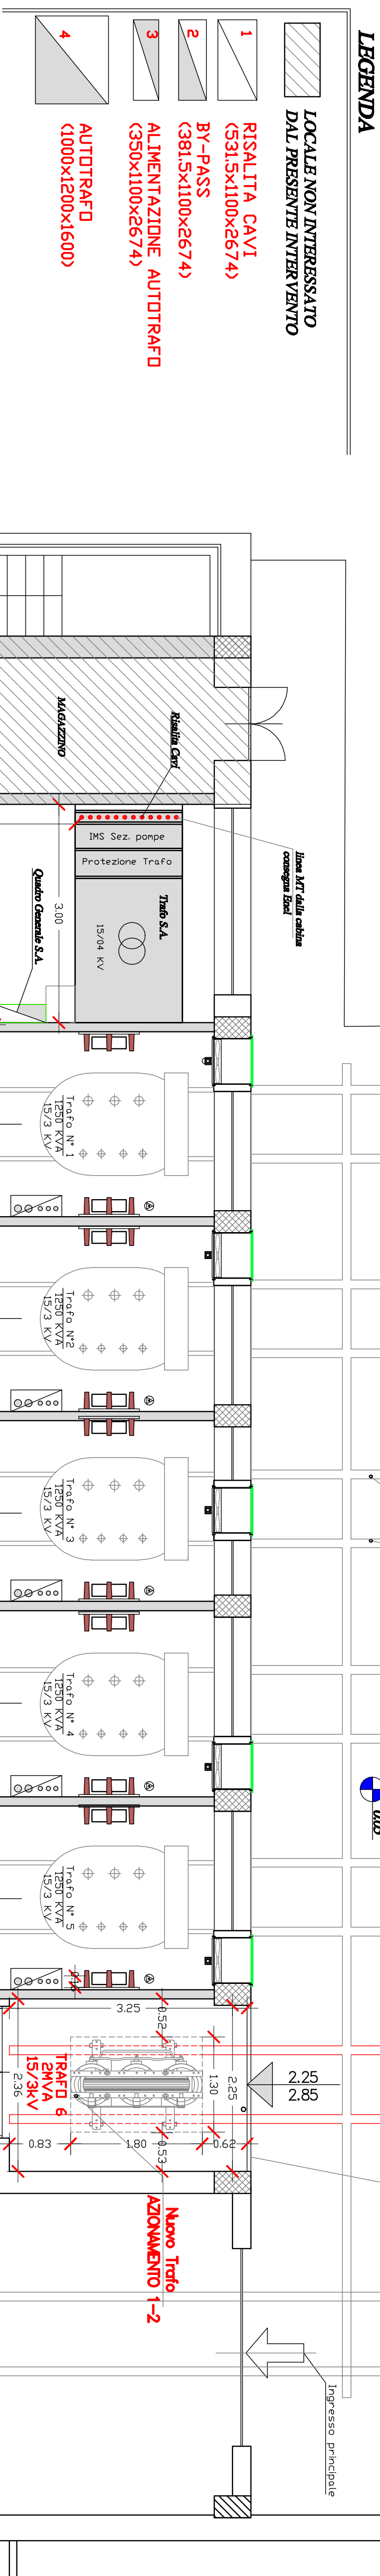 LEGENDA
LOCALE NON INTERESSATO
DAL PRESENTE INTERVENTO
1
RISALITA CAVI
(531.5x1100x2674)
2
BY-PASS
(381.5x1100x2674)
3
ALIMENTAZIONE AUTOTRAFO
(350x1100x2674)
4
AUTOTRAFO
(1000x1200x1600)
MAGAZZINO
Risalita Cavi
linea MT dalla cabina
consegna Enel
IMS Sez. pompe
Protezione Trafo
Trafo S.A.
15/04 KV
3.00
Quadro Generale S.A.
Trafo N° 1
1250 KVA
15/3 KV
Trafo N°2
1250 KVA
15/3 KV
Trafo N° 3
1250 KVA
15/3 KV
Trafo N° 4
1250 KVA
15/3 KV
Trafo N° 5
1250 KVA
15/3 KV
0.05
3.25
0.52
2.25
1.30
2.36
TRAFO 6
2MVA
15/3kV
0.83
1.80
0.53
0.62
2.25
2.85
Nuovo Trafo
AZIONAMENTO 1-2
Ingresso principale